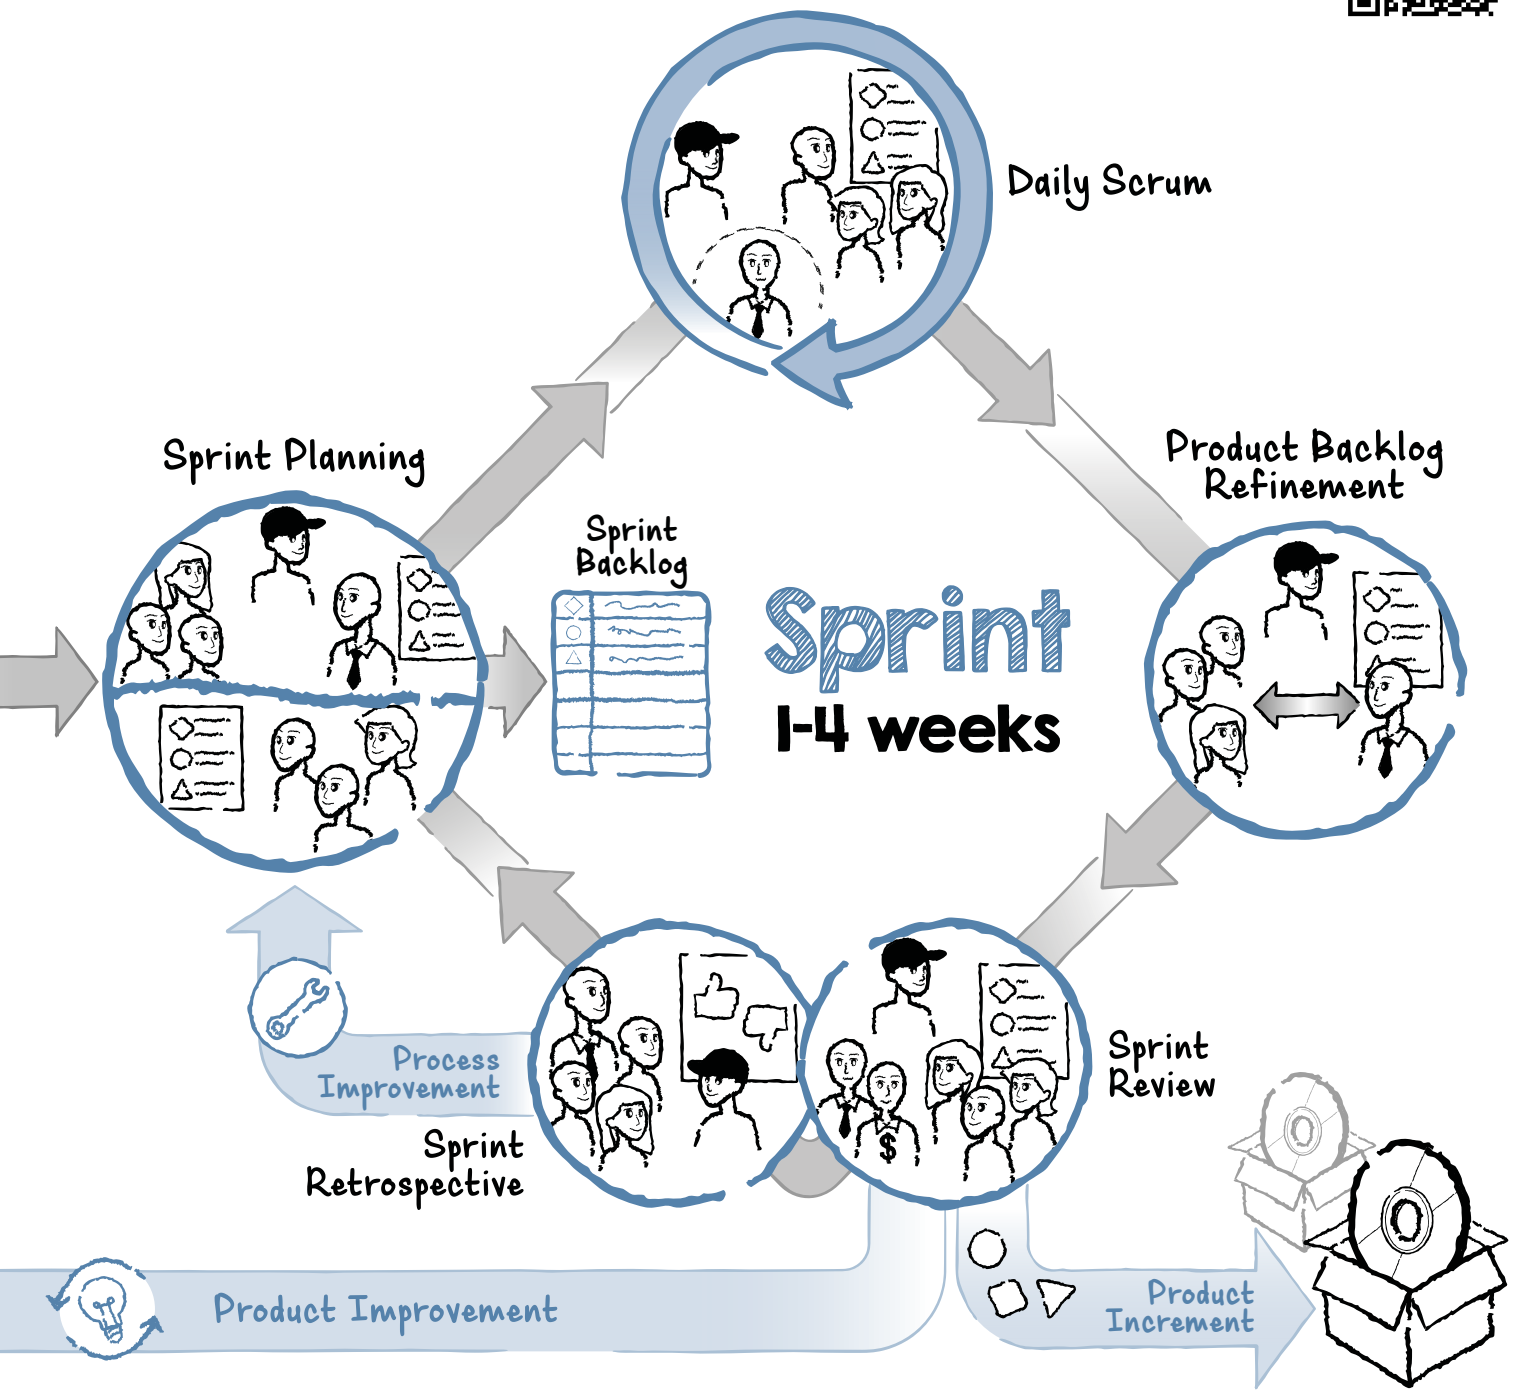 Daily Scrum
Sprint Planning
Product Backlog
Refinement
Sprint
Backlog
Sprint
1-4 weeks
Process
Improvement
Sprint
Retrospective
$
Sprint
Review
Product Improvement
Product
Increment